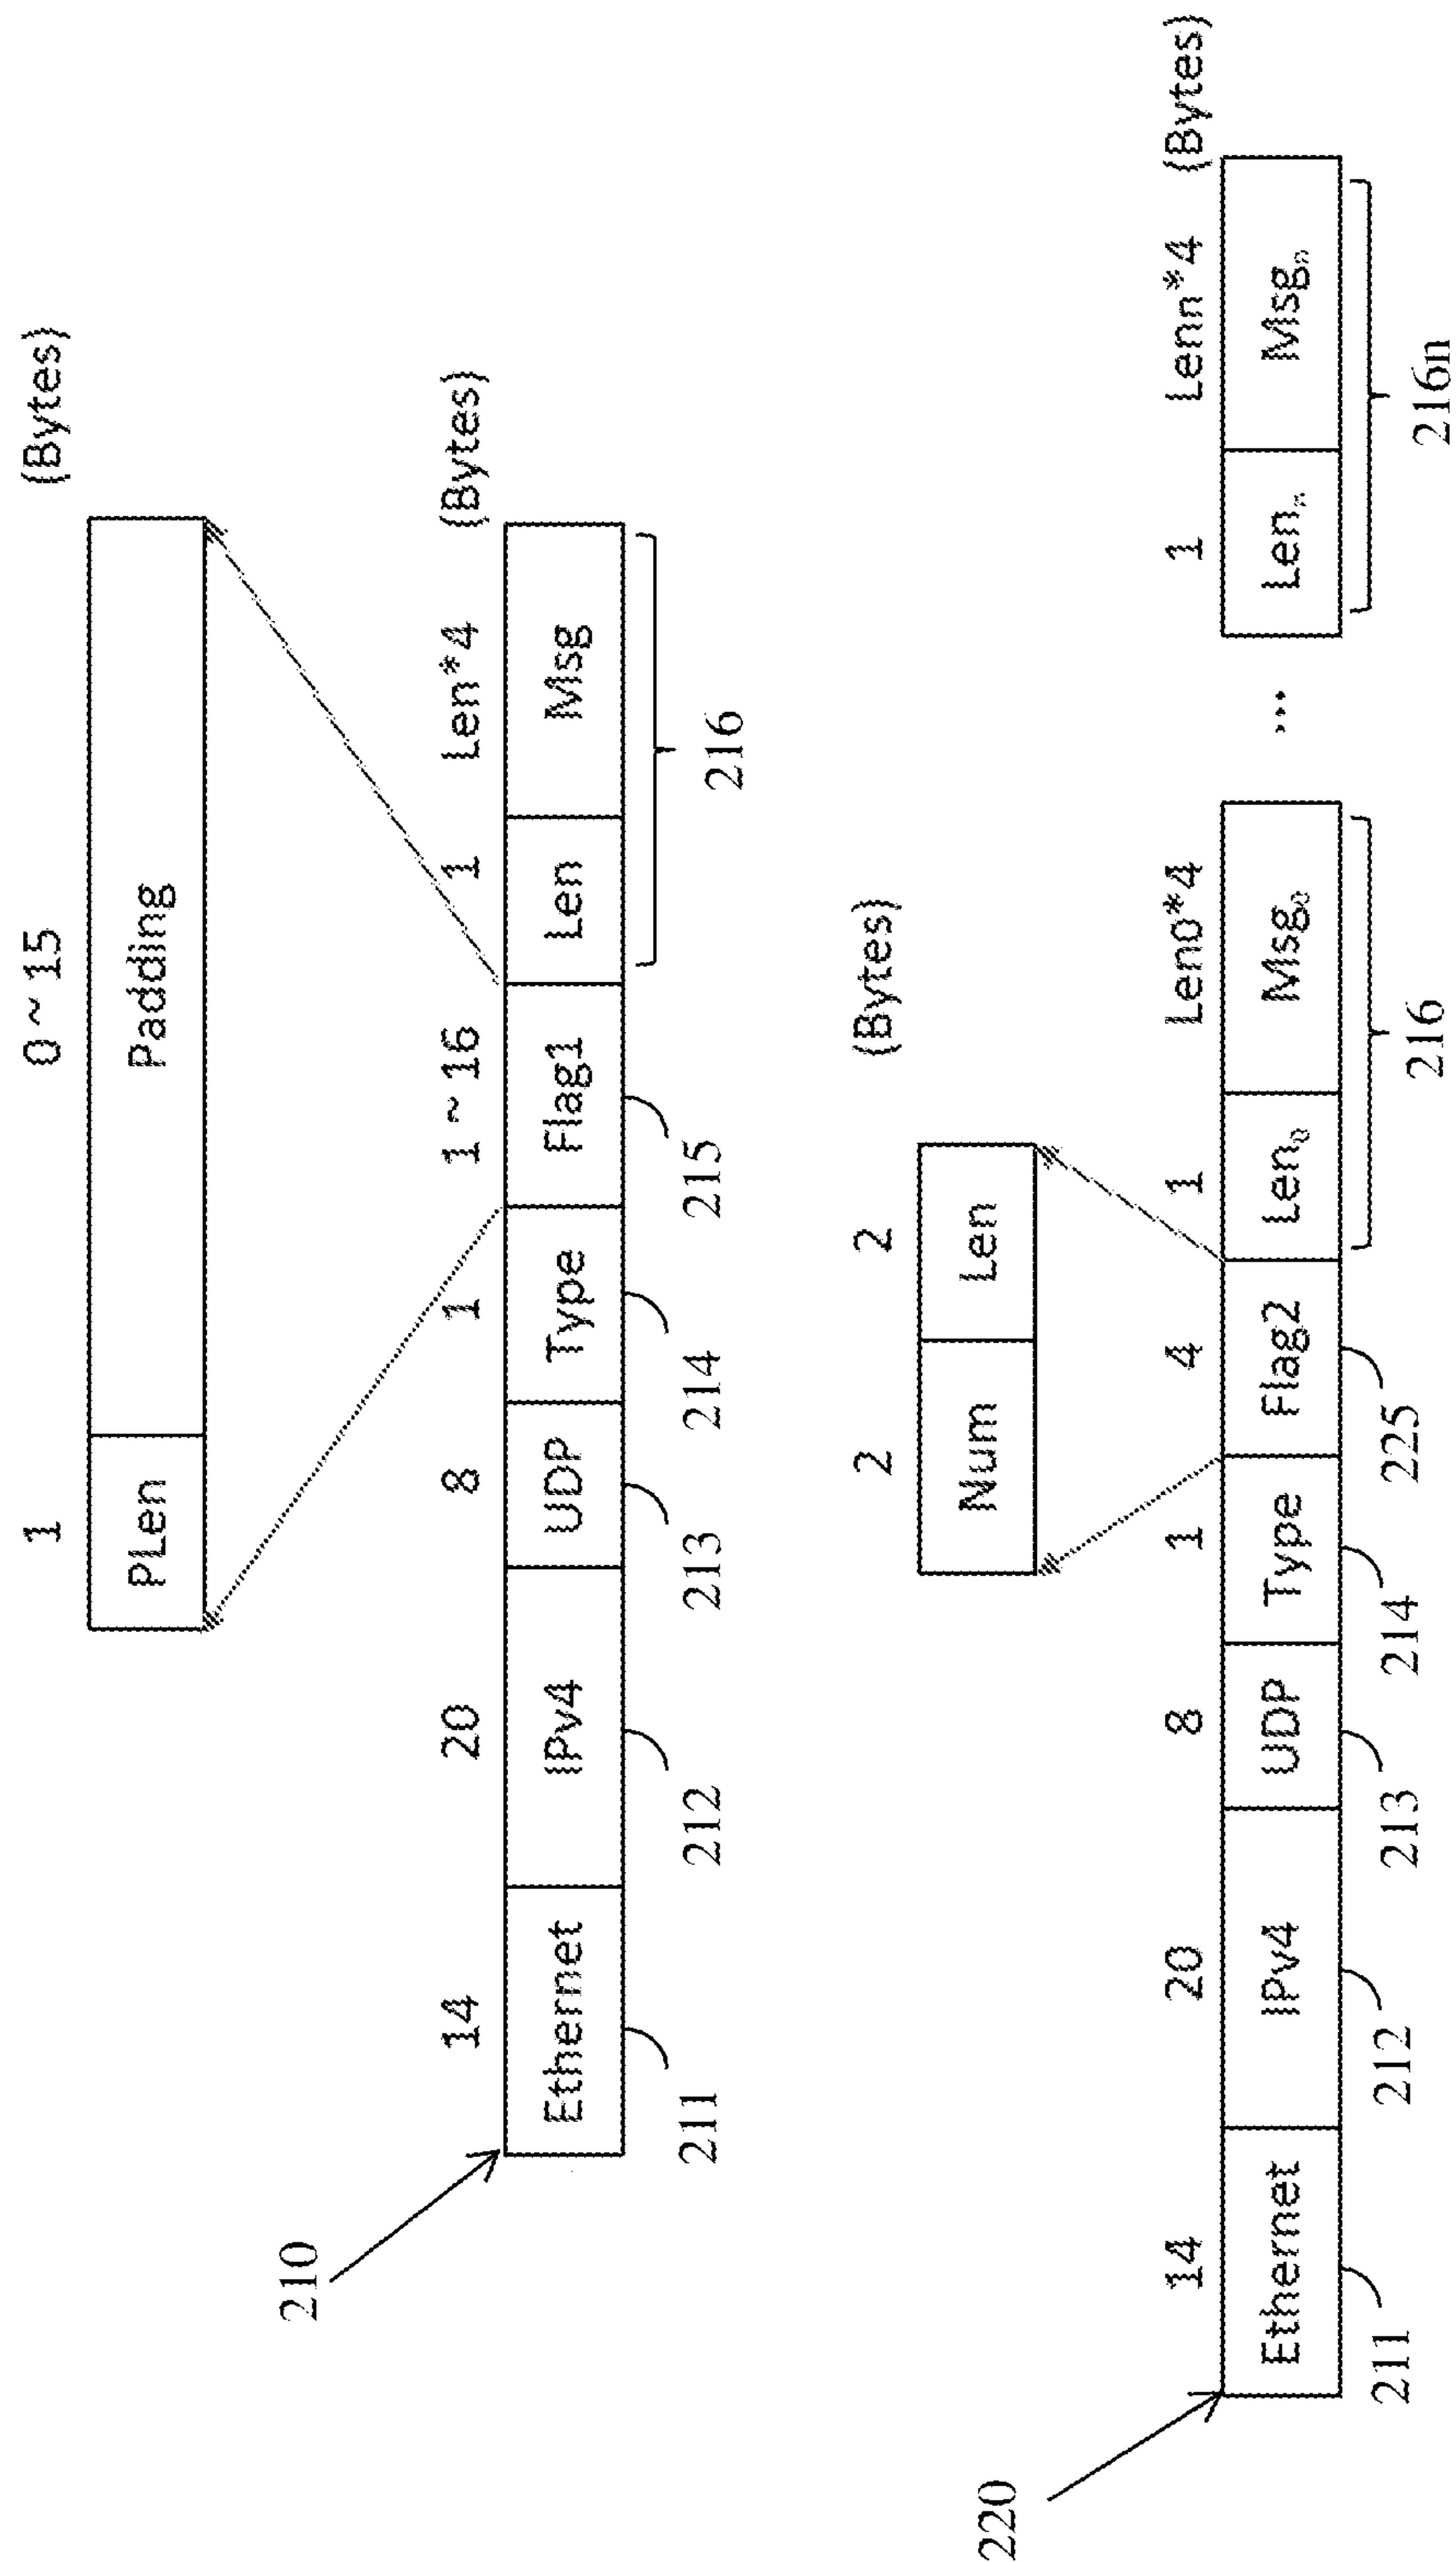 1 0 ~ 15 (Bytes)
PLen Padding
210
14 20 8 1 1 ~ 16 1 Len*4 (Bytes)
Ethernet IPv4 UDP Type Flag1 Len Msg
211 212 213 214 215 216
2 2 (Bytes)
Num Len
220
14 20 8 1 4 1 Len0*4 ... 1 Lenn*4 (Bytes)
Ethernet IPv4 UDP Type Flag2 Len₀ Msg₀ Lenₙ Msgₙ
211 212 213 214 225 216 216n